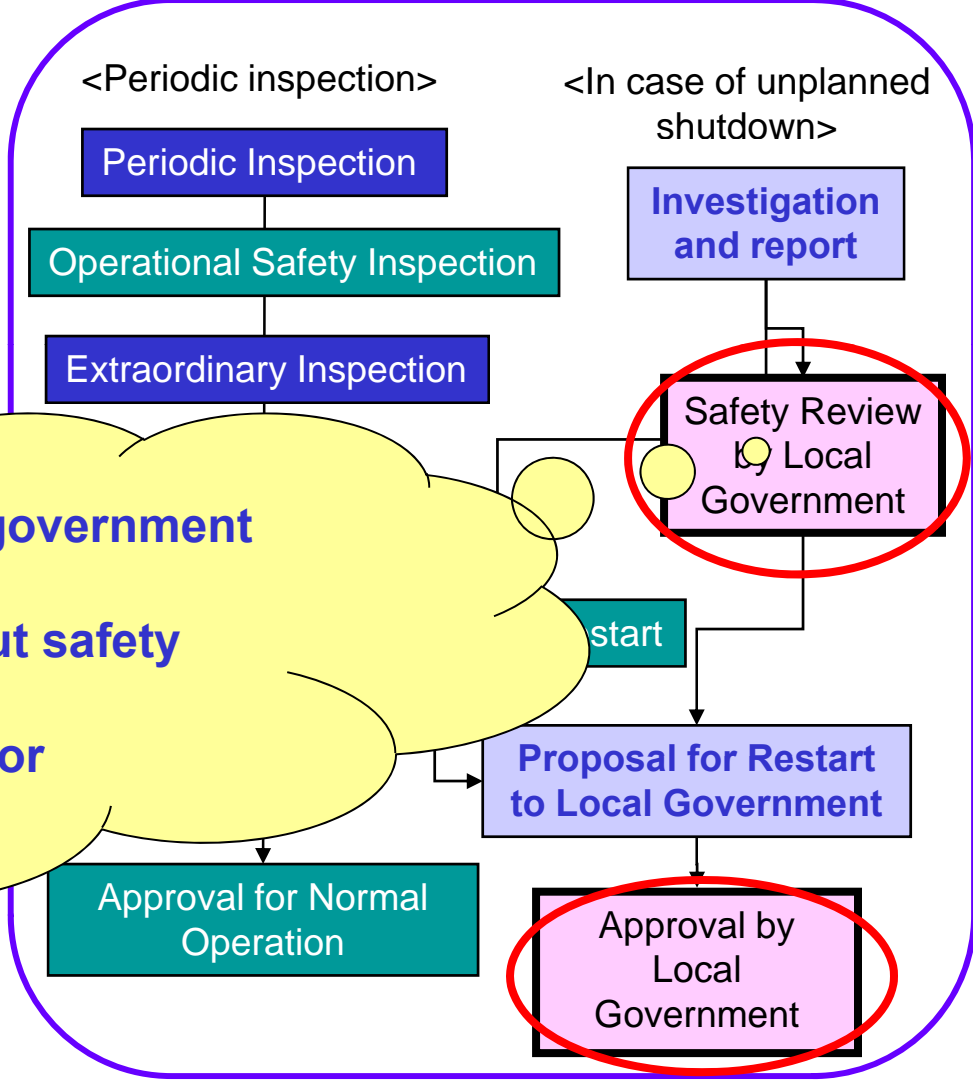 <Periodic inspection>
Periodic Inspection
Operational Safety Inspection
Extraordinary Inspection
<In case of unplanned
shutdown>
Investigation
and report
Safety Review
by Local
Government
government
safety
start
or
Proposal for Restart
to Local Government
Approval for Normal
Operation
Approval by
Local
Government